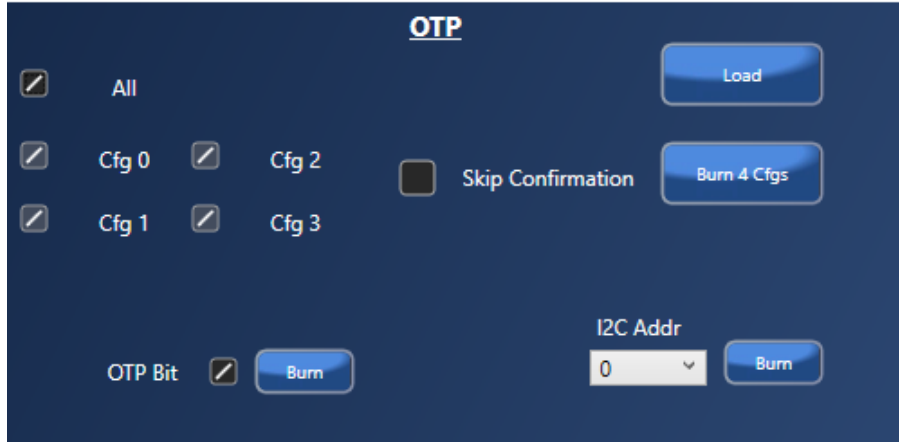 OTP
All
Load
Cfg 0
Cfg 2
Skip Confirmation
Burn 4 Cfgs
Cfg 1
Cfg 3
I2C Addr
OTP Bit
Burn
0
Burn